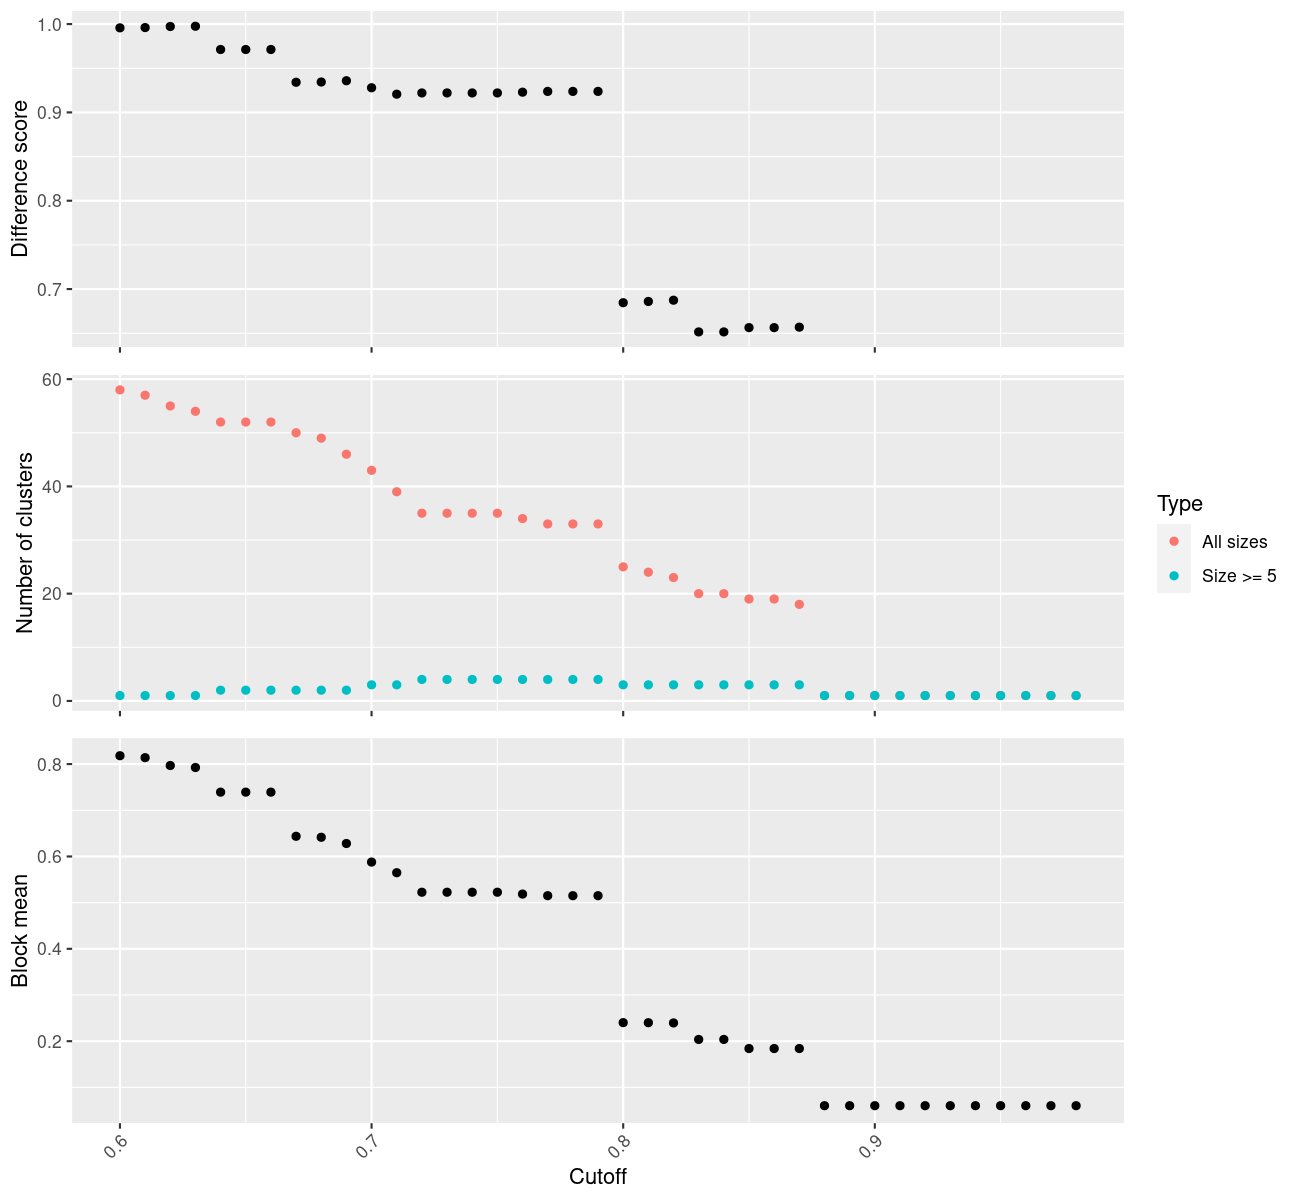 Difference score
1.0
0.9
0.8
0.7
Number of clusters
60
40
20
0
Type
All sizes
Size >= 5
Block mean
0.8
0.6
0.4
0.2
0.6
0.7
0.8
0.9
Cutoff